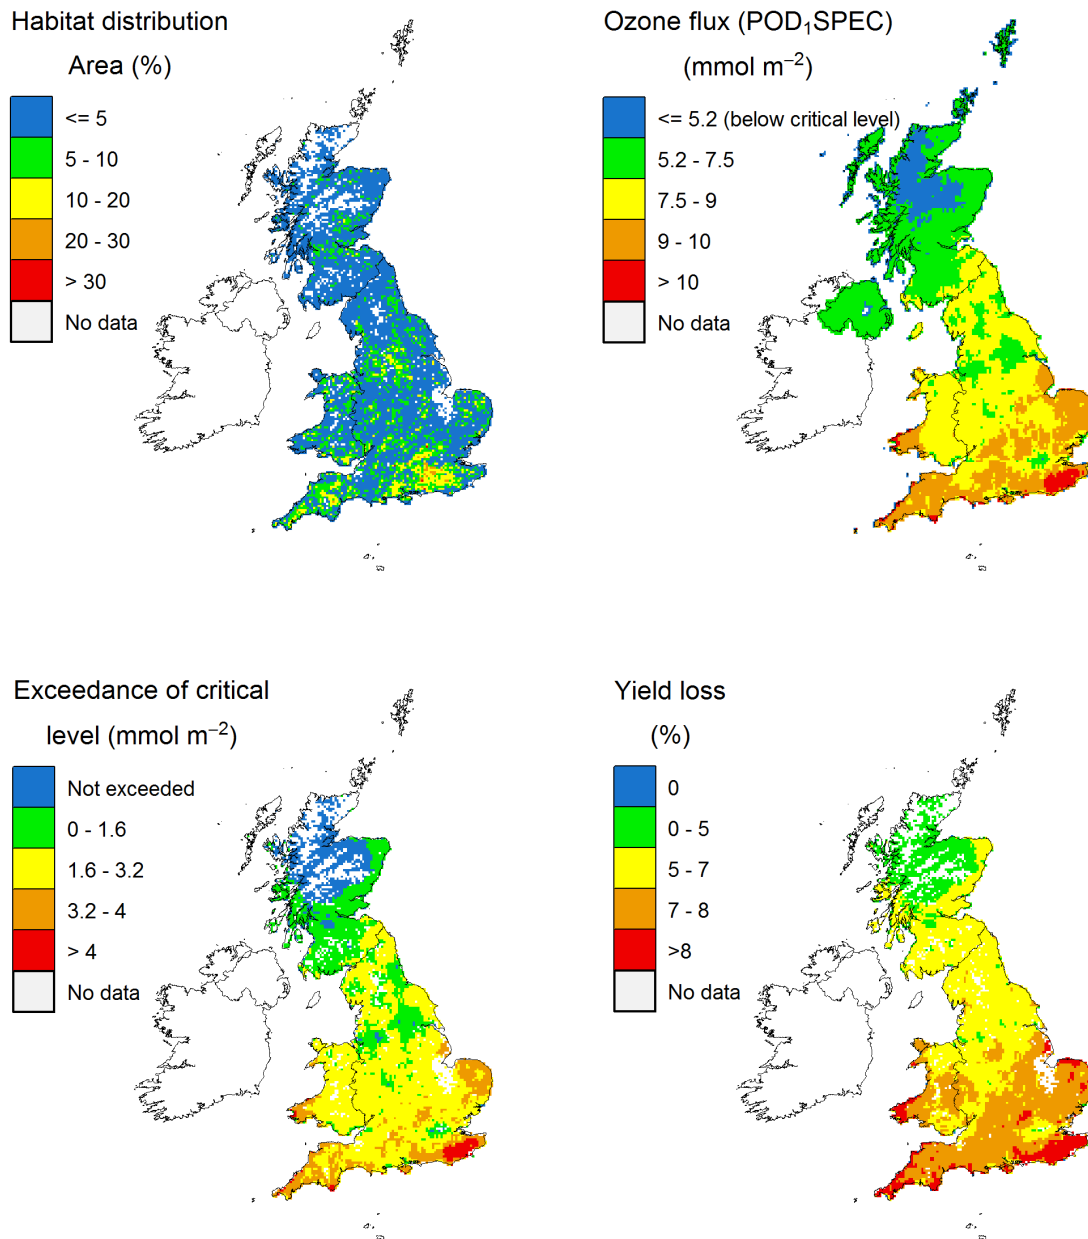 Habitat distribution
Area (%)
<= 5
5 - 10
10 - 20
20 - 30
> 30
No data
Ozone flux (POD₁SPEC)
(mmol m⁻²)
<= 5.2 (below critical level)
5.2 - 7.5
7.5 - 9
9 - 10
> 10
No data
Exceedance of critical
level (mmol m⁻²)
Not exceeded
0 - 1.6
1.6 - 3.2
3.2 - 4
> 4
No data
Yield loss
(%)
0
0 - 5
5 - 7
7 - 8
>8
No data